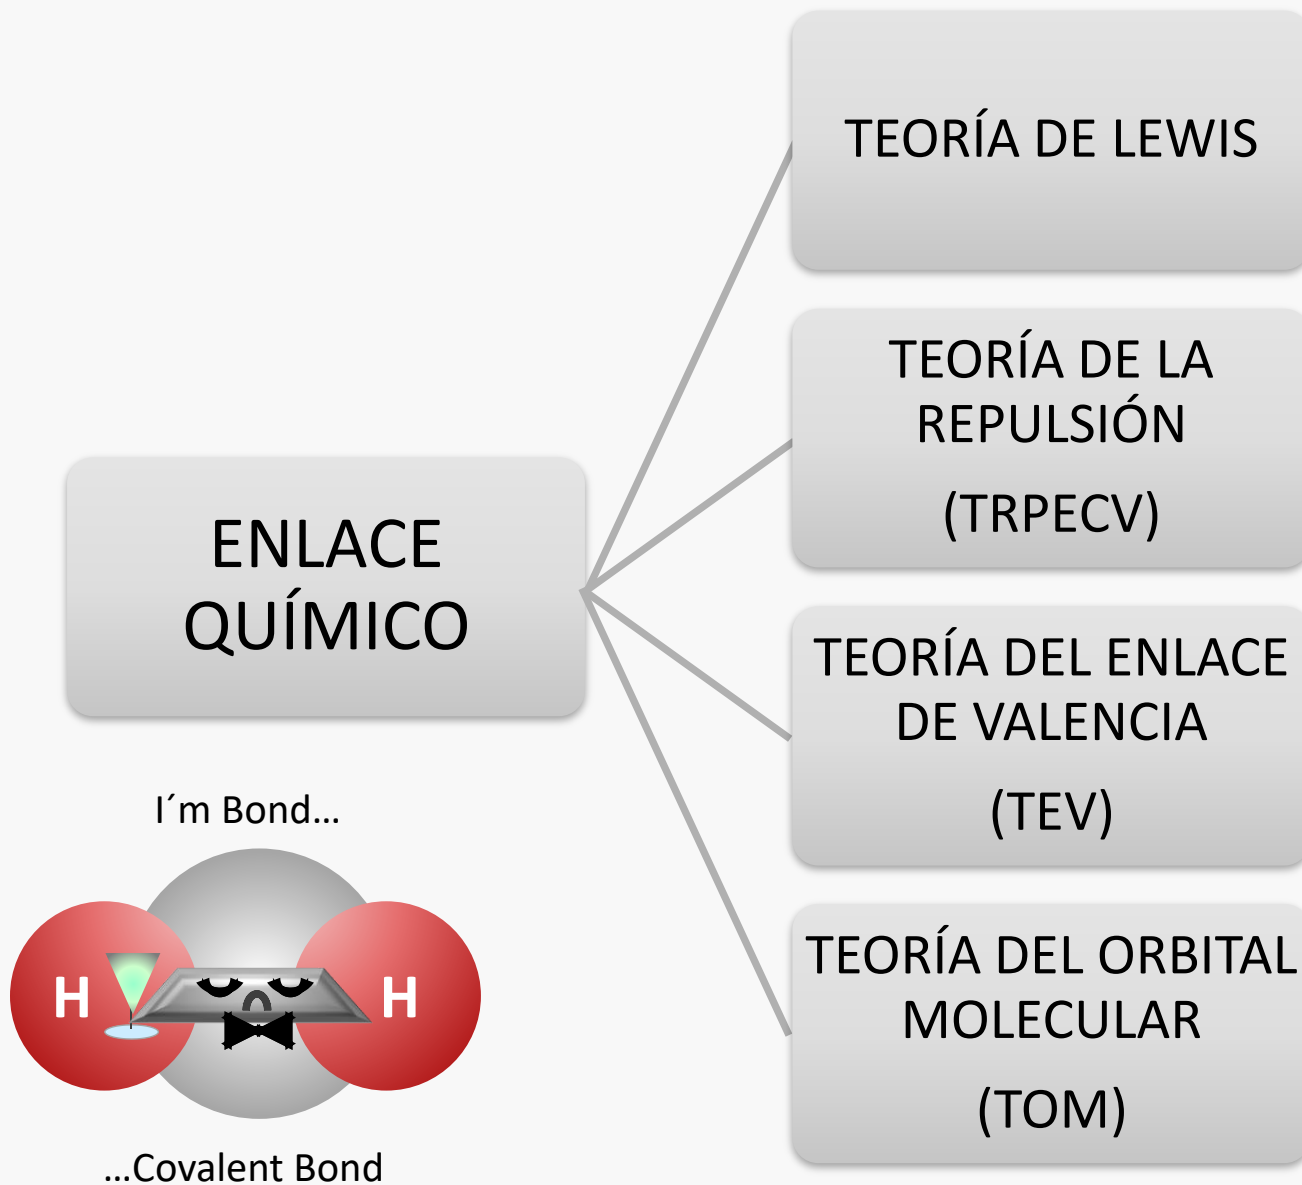 TEORÍA DE LEWIS
TEORÍA DE LA
REPULSIÓN
(TRPECV)
ENLACE
QUÍMICO
TEORÍA DEL ENLACE
DE VALENCIA
(TEV)
I´m Bond...
H
H
TEORÍA DEL ORBITAL
MOLECULAR
(TOM)
...Covalent Bond